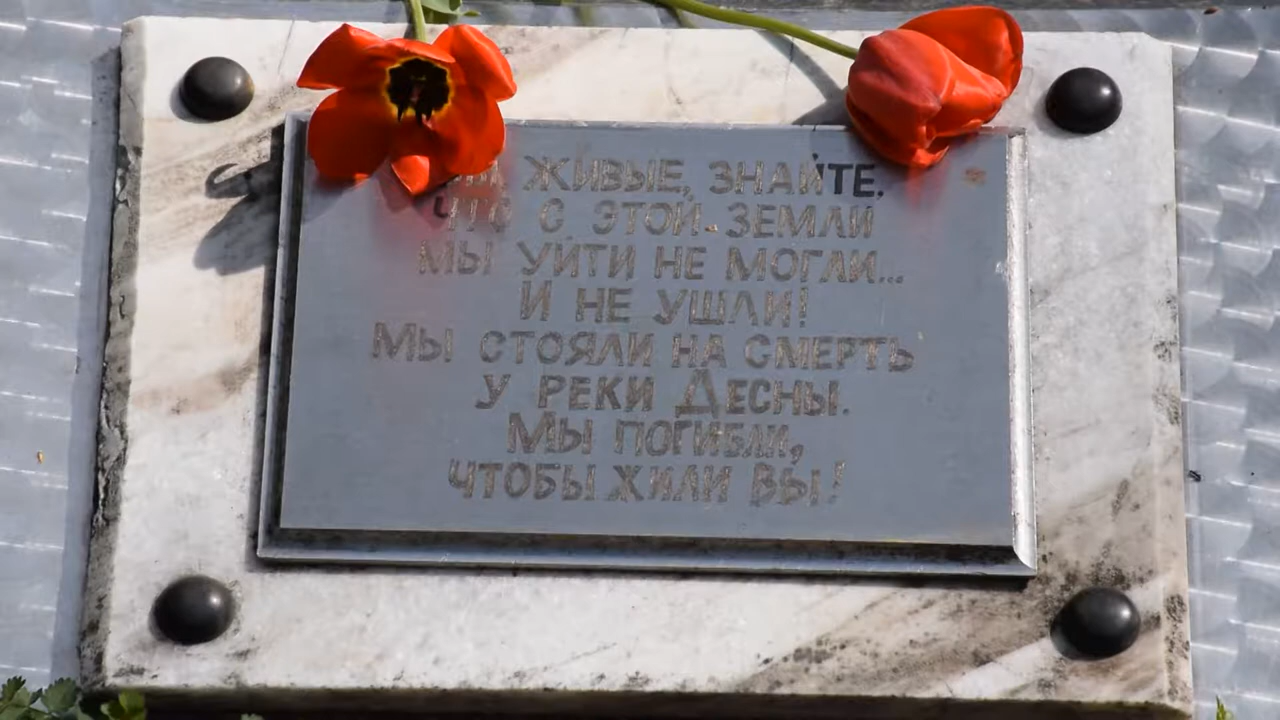 ЖИВЫЕ, ЗНАЙТЕ.
ЧТО С ЭТОЙ ЗЕМЛИ
МЫ УЙТИ НЕ МОГЛИ...
И НЕ УШЛИ!
МЫ СТОЯЛИ НА СМЕРТЬ
У РЕКИ ДЕСНЫ.
МЫ ПОГИБЛИ,
ЧТОБЫ ЖИЛИ ВЫ!